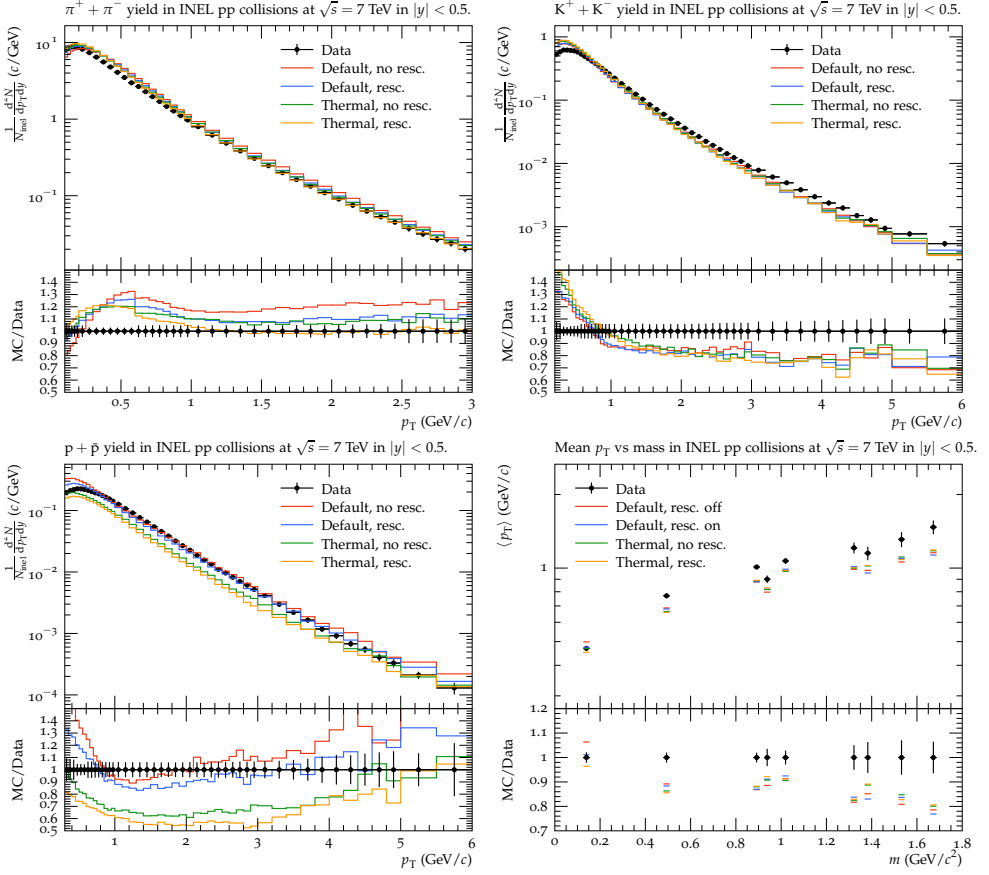 π⁺ + π⁻ yield in INEL pp collisions at √s = 7 TeV in |y| < 0.5.
1/N_inel d²N/dp_T dy (c/GeV)
10¹
1
10⁻¹
Data
Default, no resc.
Default, resc.
Thermal, no resc.
Thermal, resc.
MC/Data
1.4
1.3
1.2
1.1
1
0.9
0.8
0.7
0.6
0.5
0.5 1 1.5 2 2.5 3
p_T (GeV/c)
K⁺ + K⁻ yield in INEL pp collisions at √s = 7 TeV in |y| < 0.5.
1/N_inel d²N/dp_T dy (c/GeV)
1
10⁻¹
10⁻²
10⁻³
Data
Default, no resc.
Default, resc.
Thermal, no resc.
Thermal, resc.
MC/Data
1.4
1.3
1.2
1.1
1
0.9
0.8
0.7
0.6
0.5
1 2 3 4 5 6
p_T (GeV/c)
p + p̄ yield in INEL pp collisions at √s = 7 TeV in |y| < 0.5.
1/N_inel d²N/dp_T dy (c/GeV)
10⁻¹
10⁻²
10⁻³
10⁻⁴
Data
Default, no resc.
Default, resc.
Thermal, no resc.
Thermal, resc.
MC/Data
1.4
1.3
1.2
1.1
1
0.9
0.8
0.7
0.6
0.5
1 2 3 4 5 6
p_T (GeV/c)
Mean p_T vs mass in INEL pp collisions at √s = 7 TeV in |y| < 0.5.
⟨p_T⟩ (GeV/c)
1
Data
Default, resc. off
Default, resc. on
Thermal, no resc.
Thermal, resc.
MC/Data
1.2
1.1
1
0.9
0.8
0.7
0 0.2 0.4 0.6 0.8 1 1.2 1.4 1.6 1.8
m (GeV/c²)